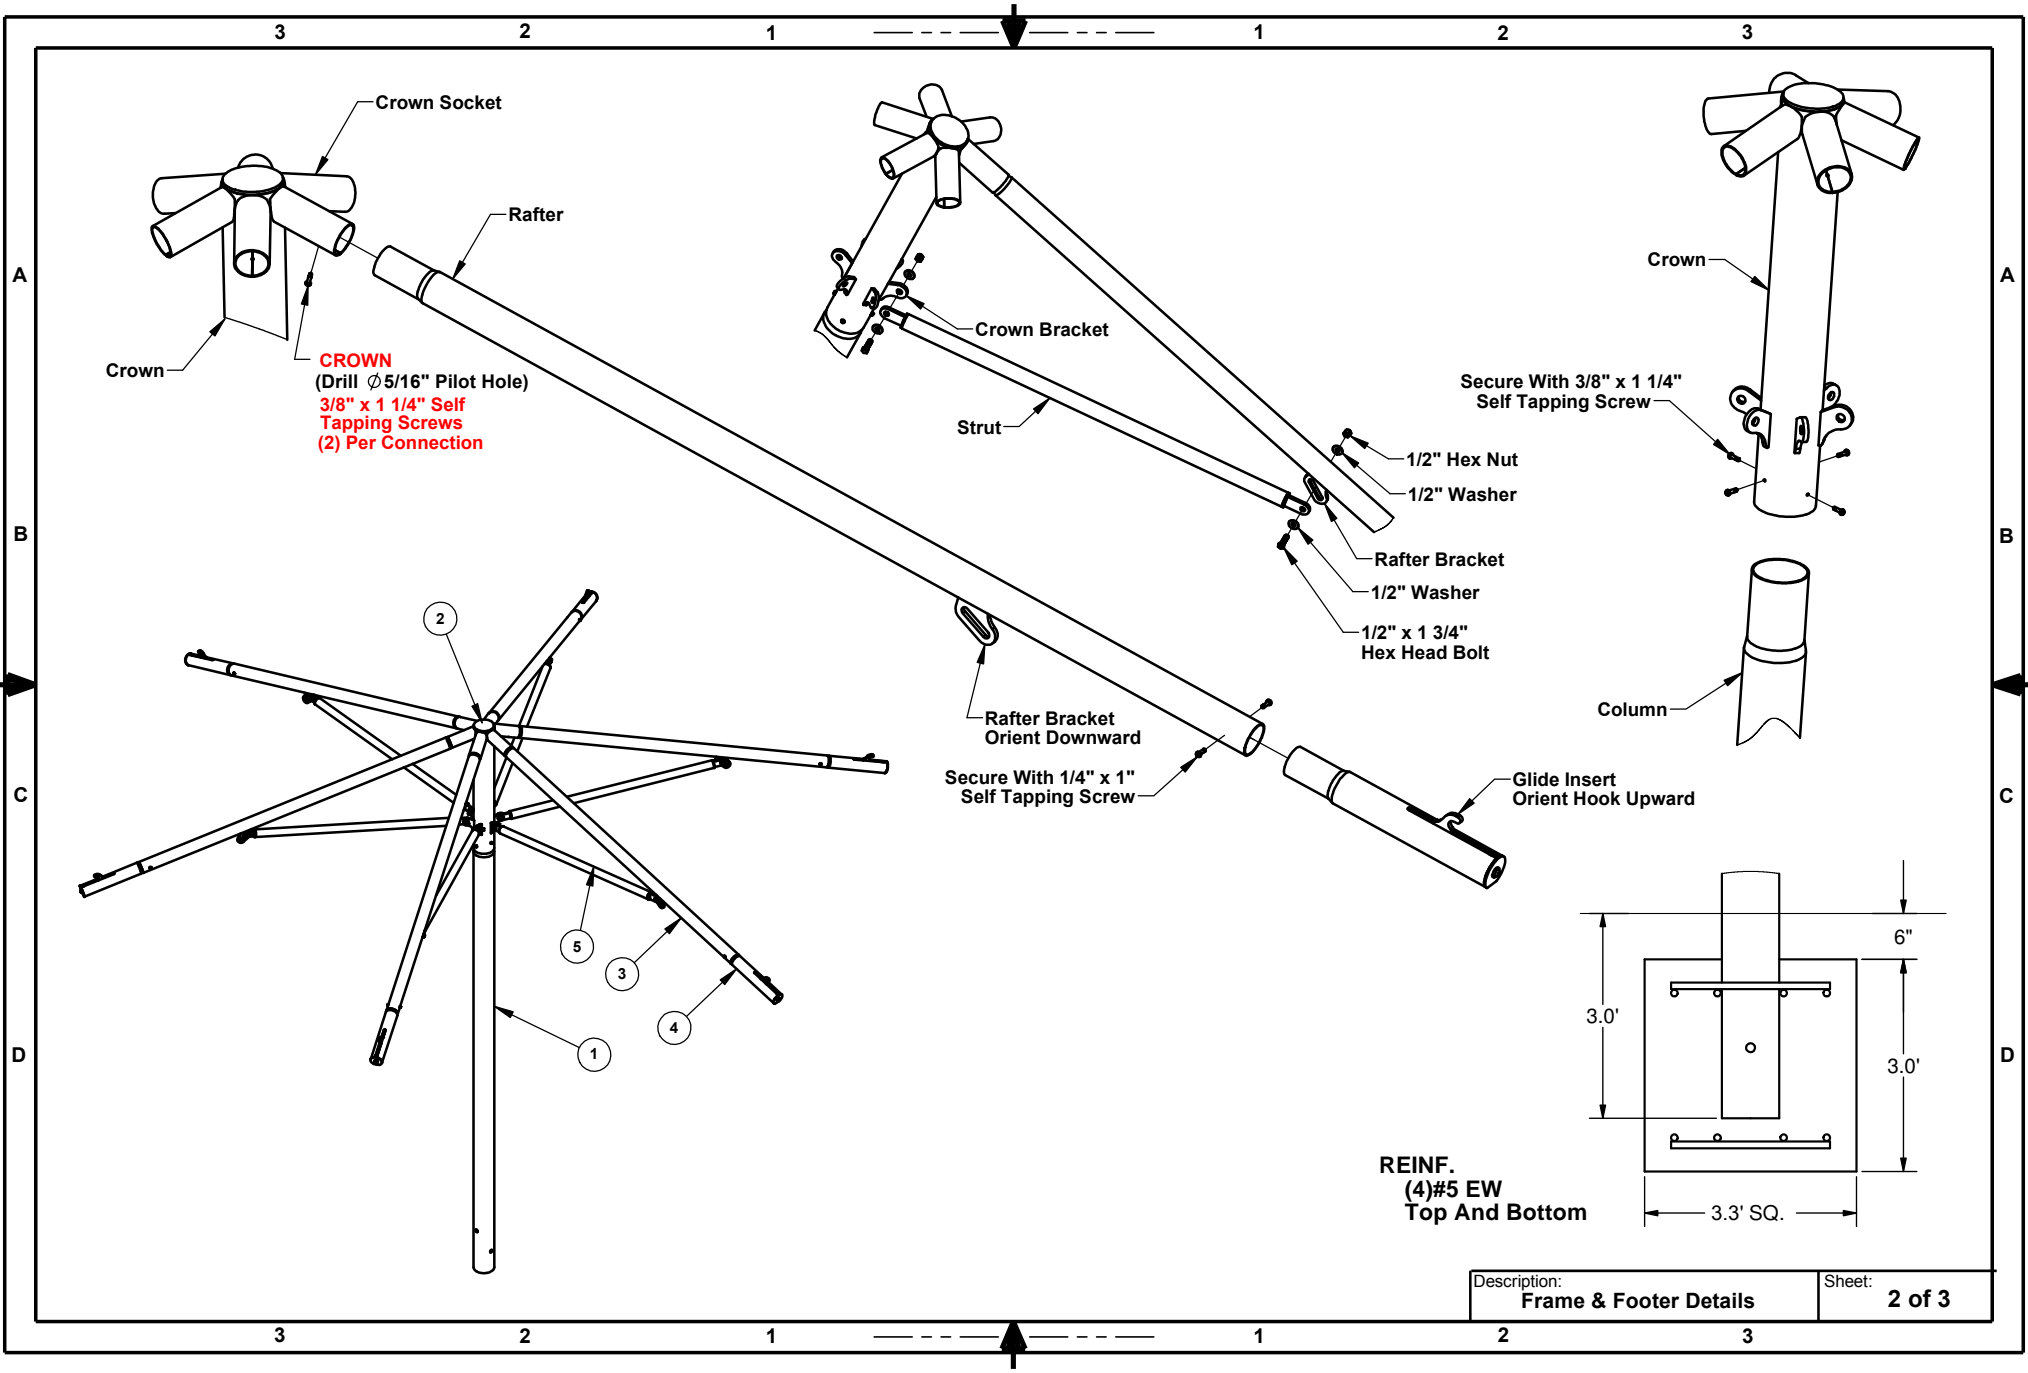 3 2 1 1 2 3
Crown Socket
Rafter
Crown
CROWN
(Drill ∅5/16" Pilot Hole)
3/8" x 1 1/4" Self
Tapping Screws
(2) Per Connection
Crown Bracket
Strut
1/2" Hex Nut
1/2" Washer
Rafter Bracket
1/2" Washer
1/2" x 1 3/4"
Hex Head Bolt
Crown
Secure With 3/8" x 1 1/4"
Self Tapping Screw
Column
A
A
B
B
C
C
D
D
Rafter Bracket
Orient Downward
Secure With 1/4" x 1"
Self Tapping Screw
Glide Insert
Orient Hook Upward
2
5
3
4
1
6"
3.0'
3.0'
3.3' SQ.
REINF.
(4)#5 EW
Top And Bottom
Description:
Frame & Footer Details
Sheet:
2 of 3
3 2 1 1 2 3